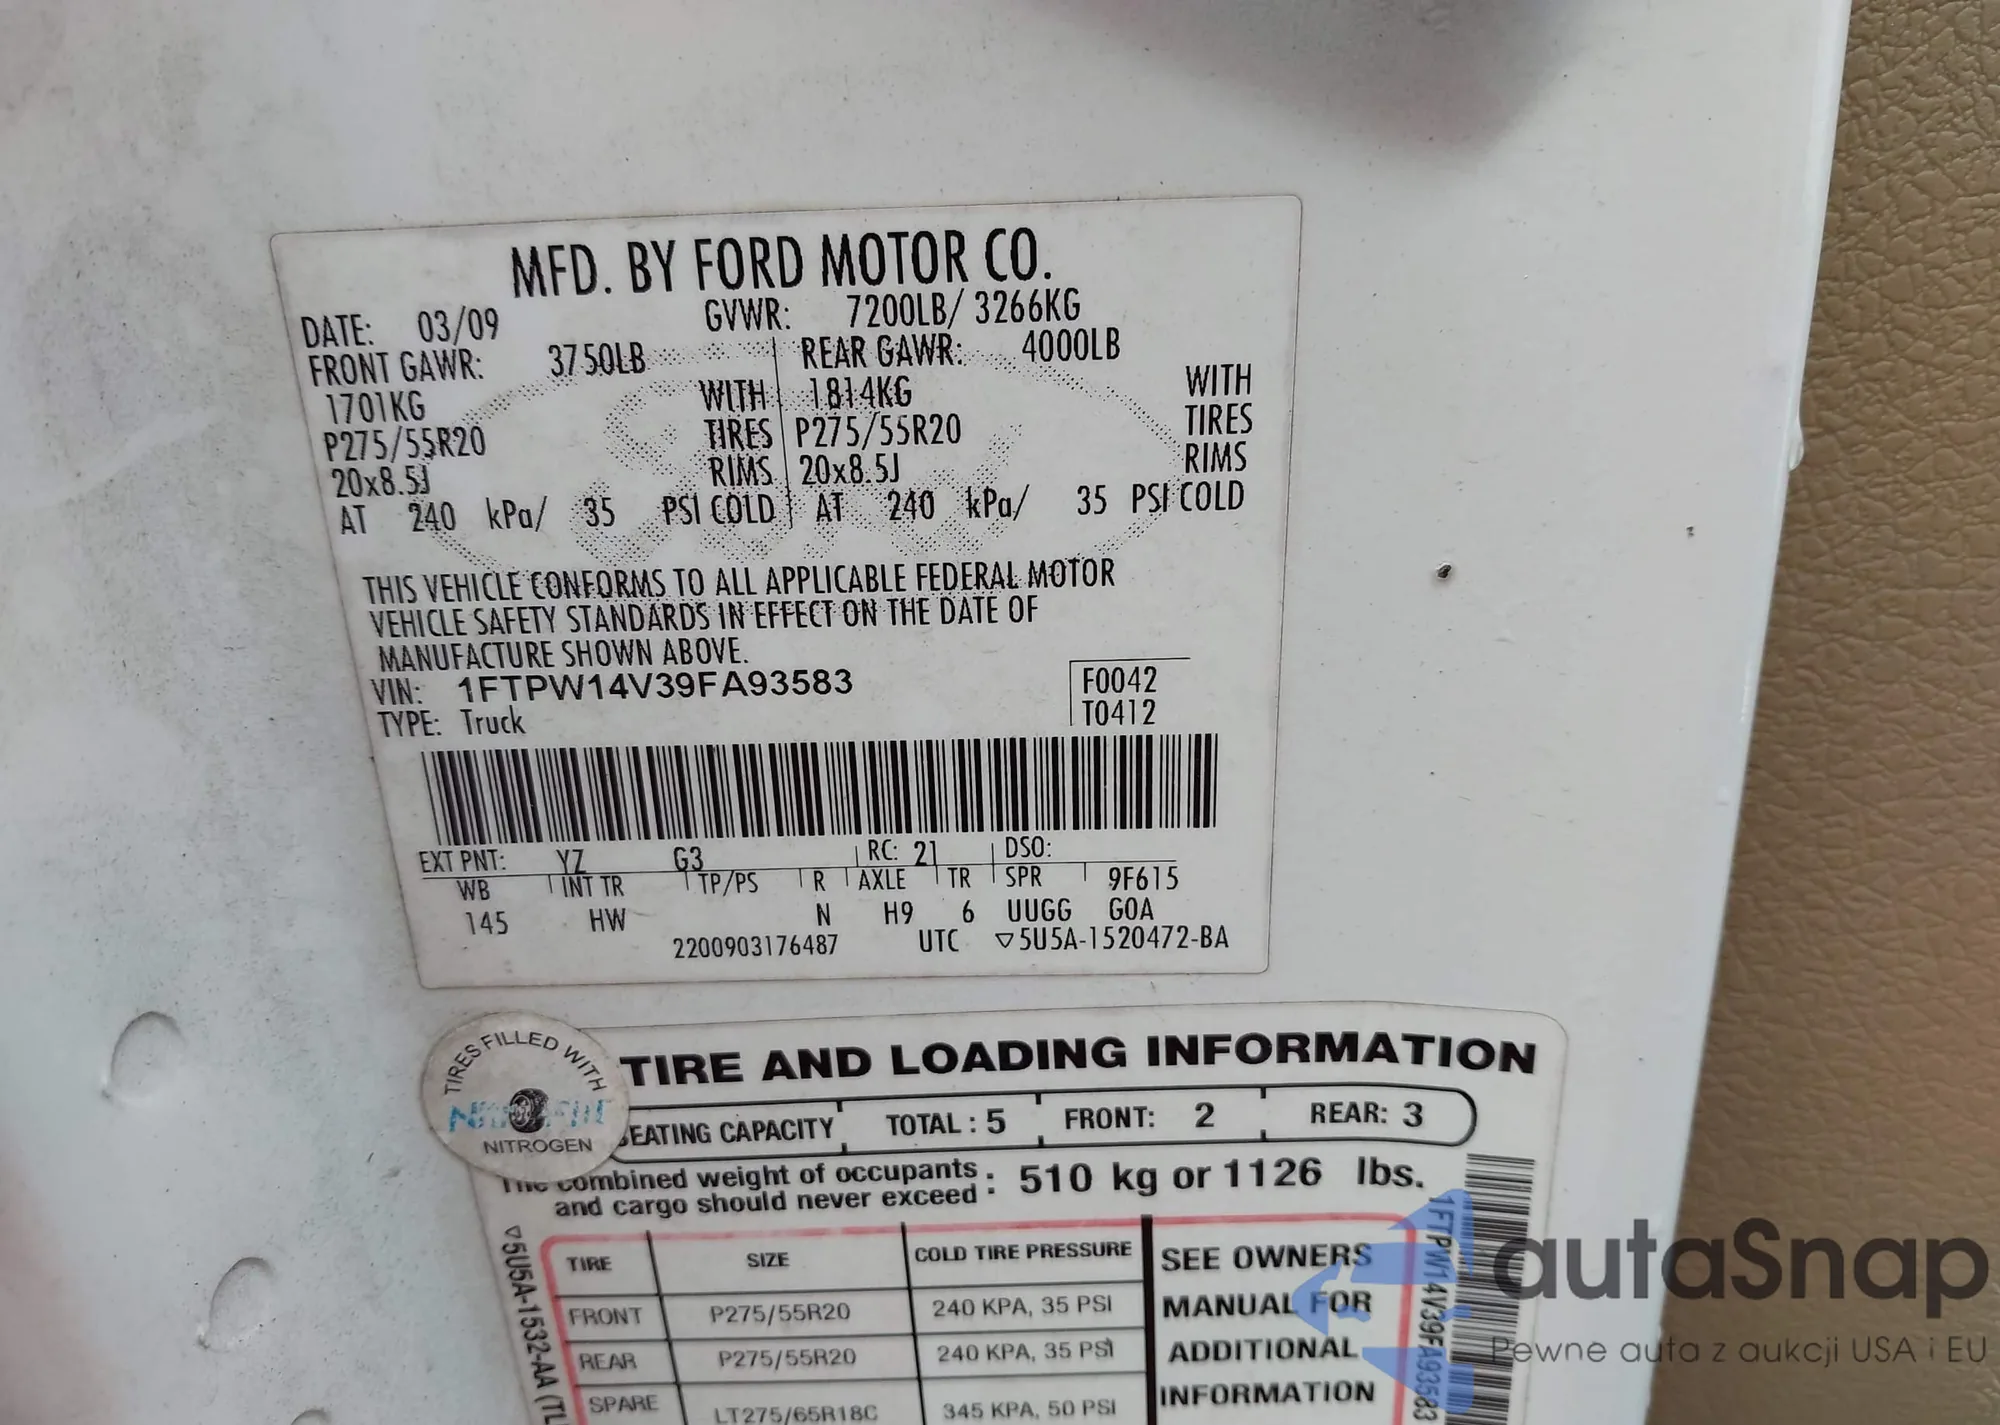 MFD. BY FORD MOTOR CO.
DATE: 03/09 GVWR: 7200LB/ 3266KG
FRONT GAWR: 3750LB REAR GAWR: 4000LB
1701KG WITH 1814KG WITH
P275/55R20 TIRES P275/55R20 TIRES
20x8.5J RIMS 20x8.5J RIMS
AT 240 kPa/ 35 PSI COLD AT 240 kPa/ 35 PSI COLD
THIS VEHICLE CONFORMS TO ALL APPLICABLE FEDERAL MOTOR
VEHICLE SAFETY STANDARDS IN EFFECT ON THE DATE OF
MANUFACTURE SHOWN ABOVE.
VIN: 1FTPW14V39FA93583 F0042
TYPE: Truck T0412
EXT PNT: YZ G3 RC: 21 DSO:
WB INT TR TP/PS R AXLE TR SPR 9F615
145 HW N H9 6 UUGG G0A
2200903176487 UTC ▽5U5A-1520472-BA
TIRES FILLED WITH
NITROGEN
TIRE AND LOADING INFORMATION
SEATING CAPACITY TOTAL : 5 FRONT: 2 REAR: 3
The combined weight of occupants
and cargo should never exceed : 510 kg or 1126 lbs.
TIRE SIZE COLD TIRE PRESSURE
FRONT P275/55R20 240 KPA, 35 PSI
REAR P275/55R20 240 KPA, 35 PSI
SPARE LT275/65R18C 345 KPA, 50 PSI
SEE OWNERS
MANUAL FOR
ADDITIONAL
INFORMATION
▽5U5A-1532-AA
1FTPW14V39FA93583
autaSnap
Pewne auta z aukcji USA i EU